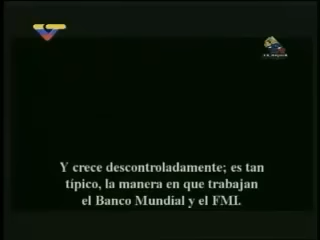 Y crece descontroladamente; es tan
típico, la manera en que trabajan
el Banco Mundial y el FMI.